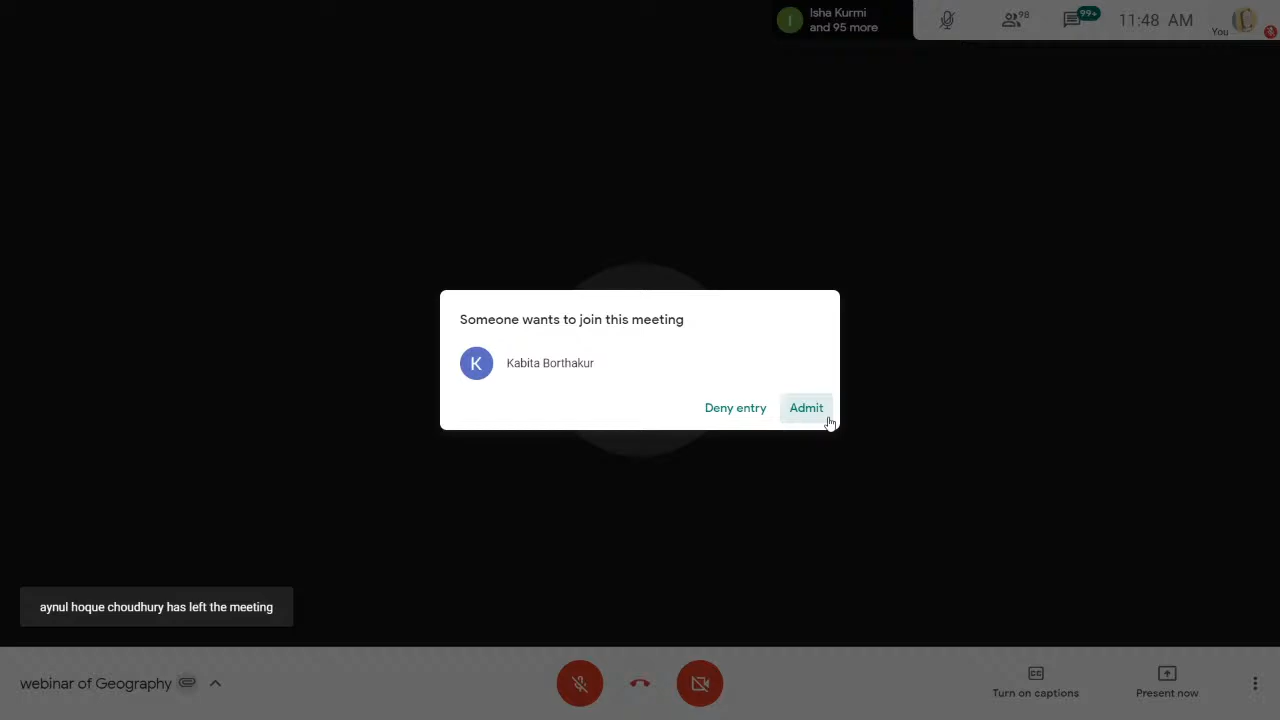 I
Isha Kurmi
and 95 more
98
99+
11:48 AM
You
Someone wants to join this meeting
K
Kabita Borthakur
Deny entry
Admit
aynul hoque choudhury has left the meeting
webinar of Geography
CC
Turn on captions
Present now